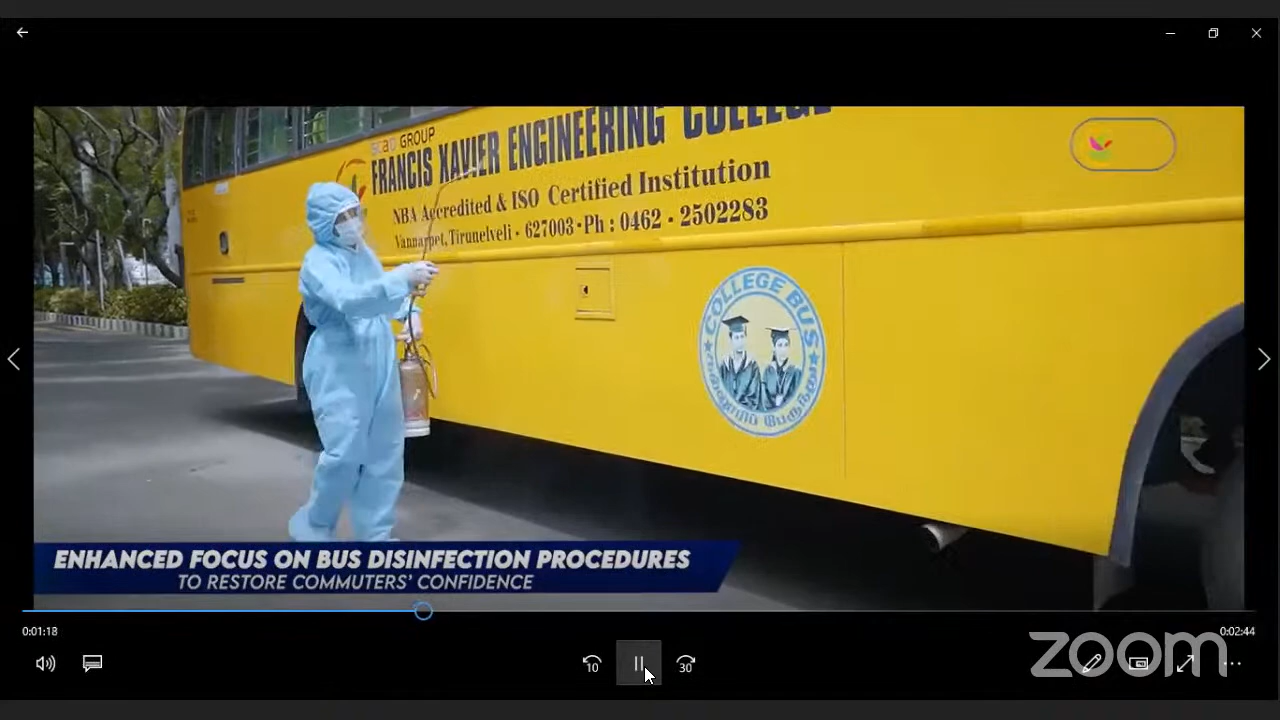 scad GROUP
FRANCIS XAVIER ENGINEERING COLLEGE
NBA Accredited & ISO Certified Institution
Vannarpet, Tirunelveli - 627003 · Ph : 0462 - 2502283
COLLEGE BUS
கல்லூரிப் பேருந்து
ENHANCED FOCUS ON BUS DISINFECTION PROCEDURES
TO RESTORE COMMUTERS' CONFIDENCE
0:01:18
0:02:44
10
30
zoom